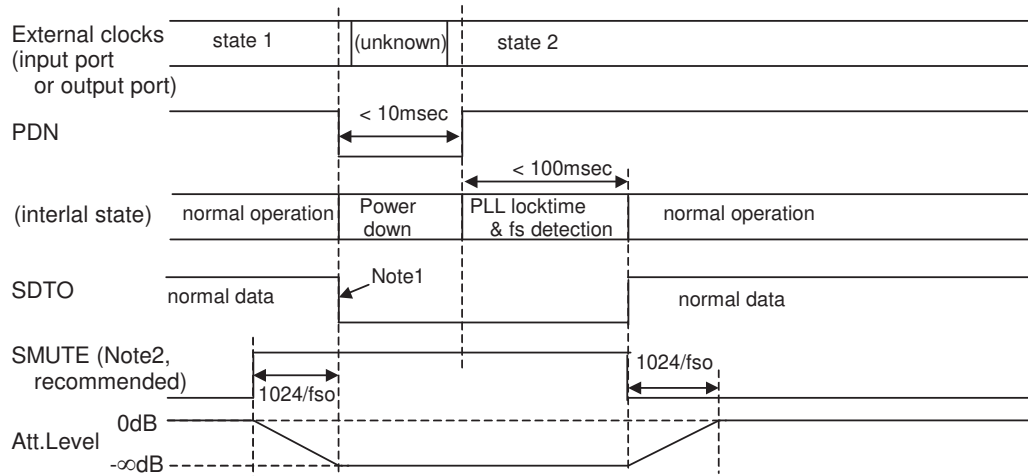 External clocks
(input port
or output port)
state 1
(unknown)
state 2
PDN
< 10msec
< 100msec
(interlal state)
normal operation
Power
down
PLL locktime
& fs detection
normal operation
SDTO
normal data
Note1
normal data
SMUTE (Note2,
recommended)
1024/fso
1024/fso
Att.Level
0dB
-∞dB